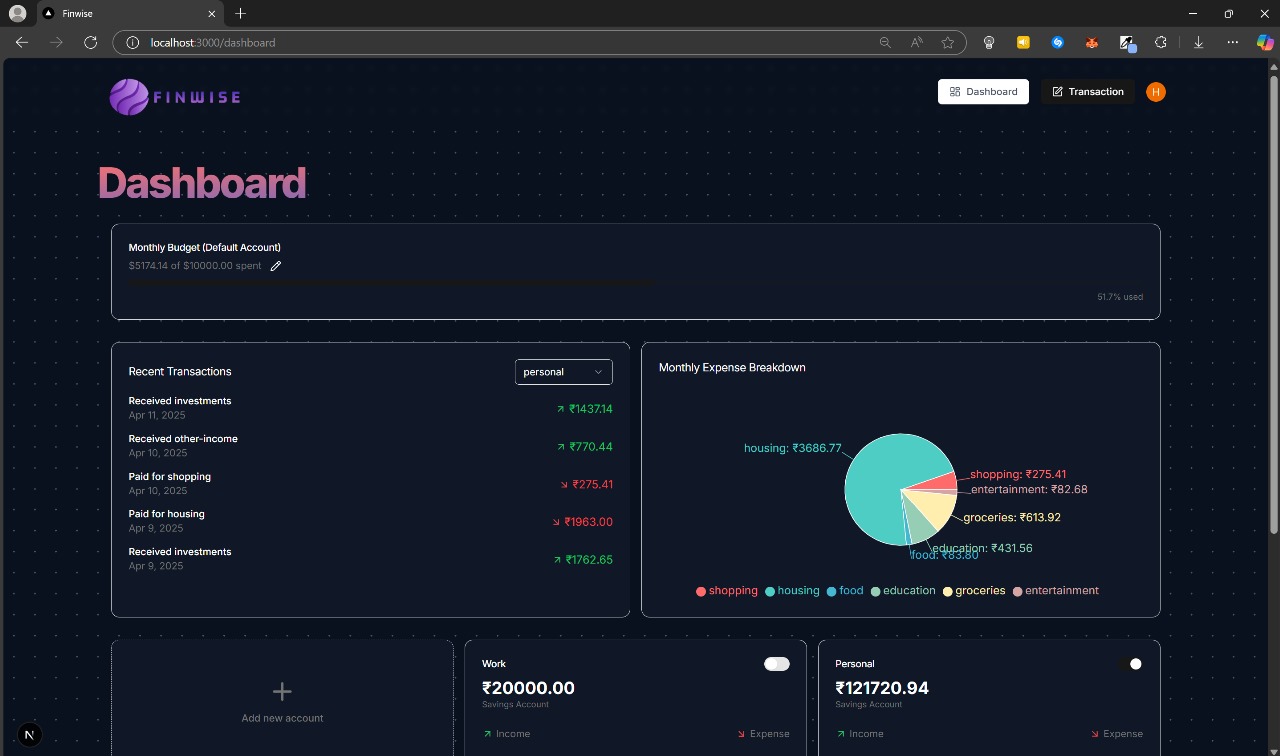 Finwise
localhost:3000/dashboard
FINWISE
Dashboard
Transaction
H
Dashboard
Monthly Budget (Default Account)
$5174.14 of $10000.00 spent
51.7% used
Recent Transactions
personal
Received investments
Apr 11, 2025
₹1437.14
Received other-income
Apr 10, 2025
₹770.44
Paid for shopping
Apr 10, 2025
₹275.41
Paid for housing
Apr 9, 2025
₹1963.00
Received investments
Apr 9, 2025
₹1762.65
Monthly Expense Breakdown
housing: ₹3686.77
shopping: ₹275.41
entertainment: ₹82.68
groceries: ₹613.92
education: ₹431.56
food: ₹83.80
shopping housing food education groceries entertainment
Add new account
Work
₹20000.00
Savings Account
Income
Expense
Personal
₹121720.94
Savings Account
Income
Expense
N